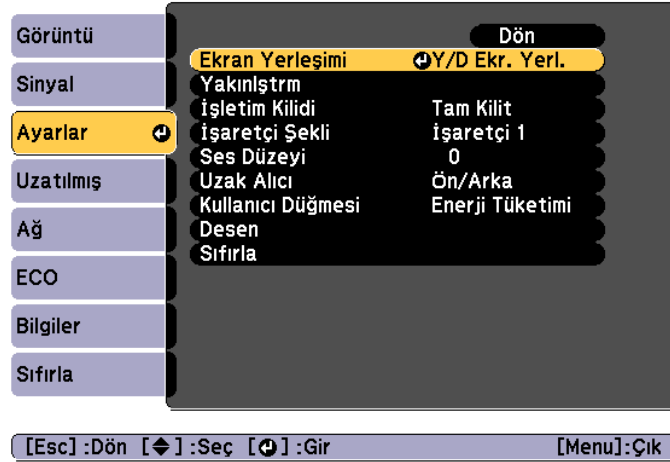 Görüntü
Sinyal
Ayarlar
Uzatılmış
Ağ
ECO
Bilgiler
Sıfırla
Dön
Ekran Yerleşimi Y/D Ekr. Yerl.
Yakınlştrm
İşletim Kilidi Tam Kilit
İşaretçi Şekli İşaretçi 1
Ses Düzeyi 0
Uzak Alıcı Ön/Arka
Kullanıcı Düğmesi Enerji Tüketimi
Desen
Sıfırla
[Esc] :Dön [◆] :Seç [↵] :Gir [Menu]:Çık